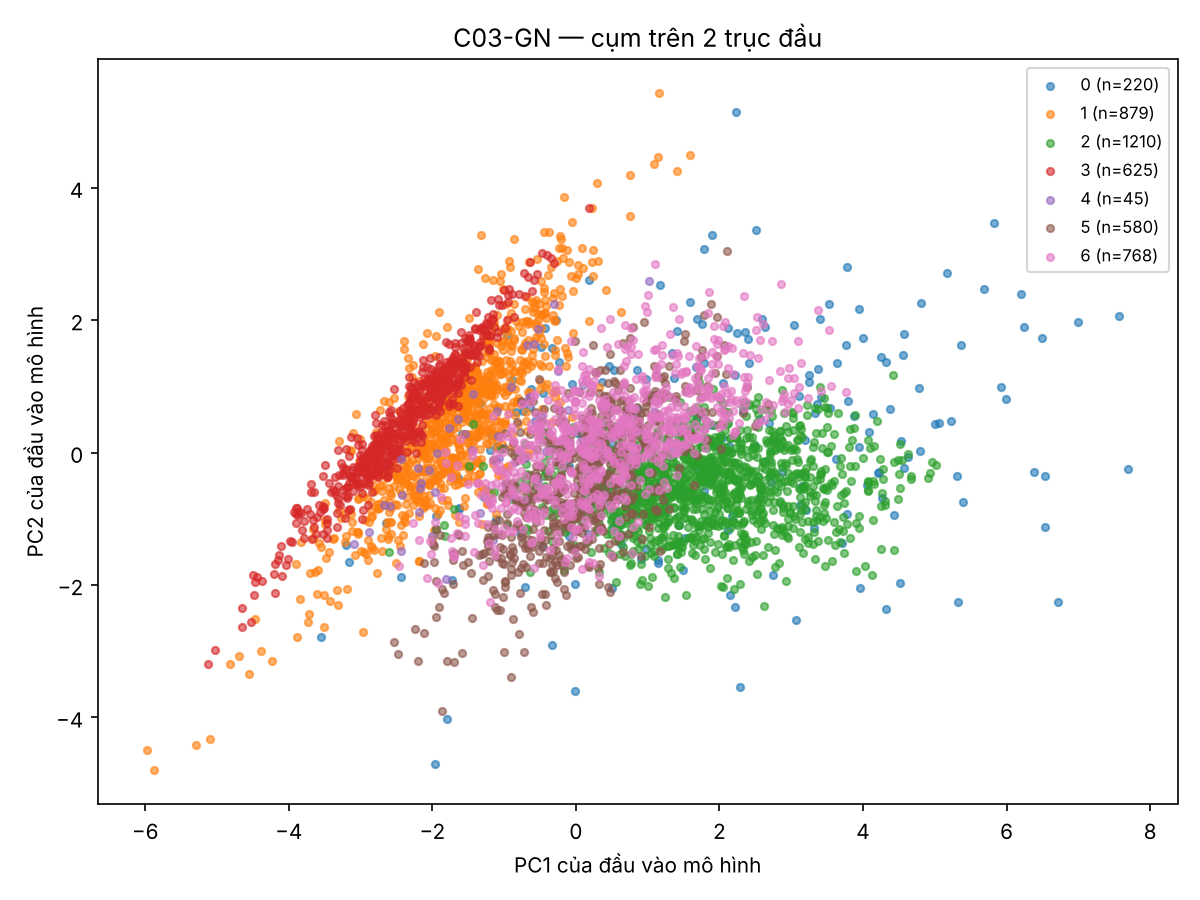 C03-GN — cụm trên 2 trục đầu
0 (n=220)
1 (n=879)
2 (n=1210)
3 (n=625)
4 (n=45)
5 (n=580)
6 (n=768)
PC2 của đầu vào mô hình
4
2
0
−2
−4
−6
−4
−2
0
2
4
6
8
PC1 của đầu vào mô hình